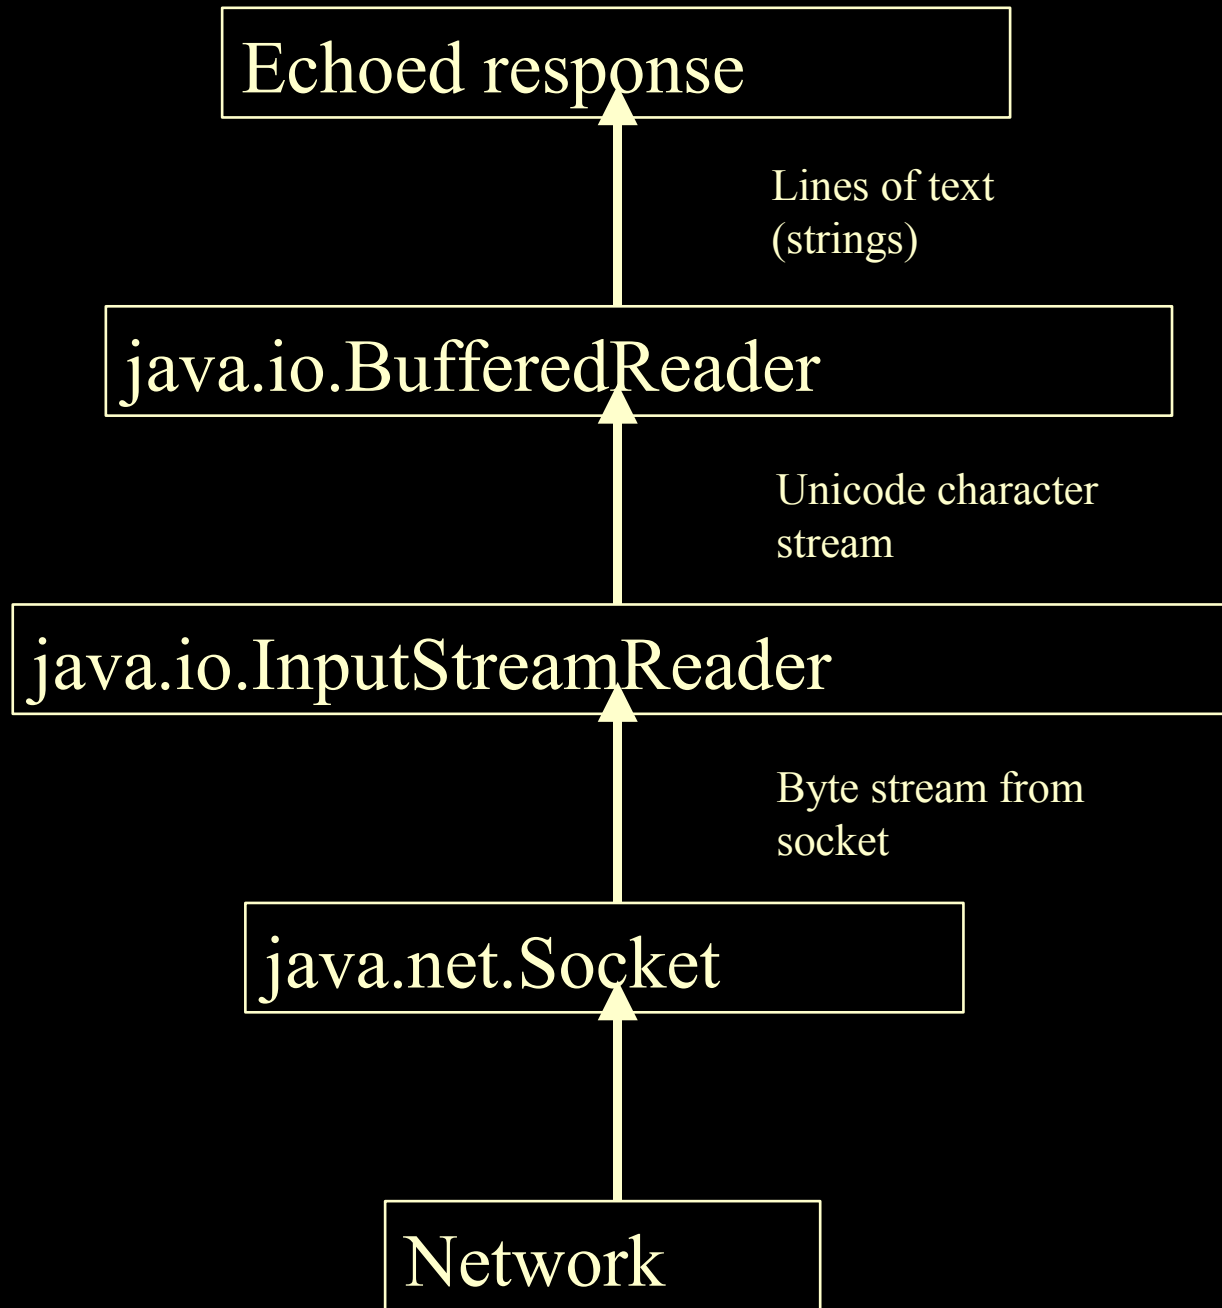 Echoed response
Lines of text
(strings)
java.io.BufferedReader
Unicode character
stream
java.io.InputStreamReader
Byte stream from
socket
java.net.Socket
Network